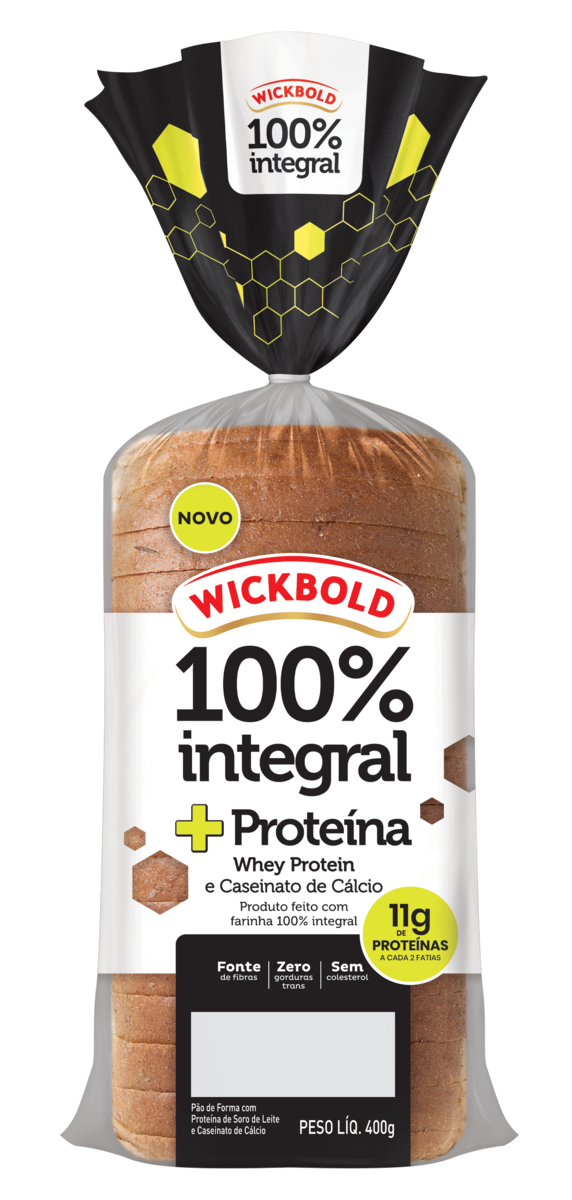 WICKBOLD
100%
integral
NOVO
WICKBOLD
100%
integral
+ Proteína
Whey Protein
e Caseinato de Cálcio
Produto feito com
farinha 100% integral
11g
DE
PROTEÍNAS
A CADA 2 FATIAS
Fonte
de fibras
Zero
gorduras
trans
Sem
colesterol
Pão de Forma com
Proteína de Soro de Leite
e Caseinato de Cálcio
PESO LÍQ. 400g